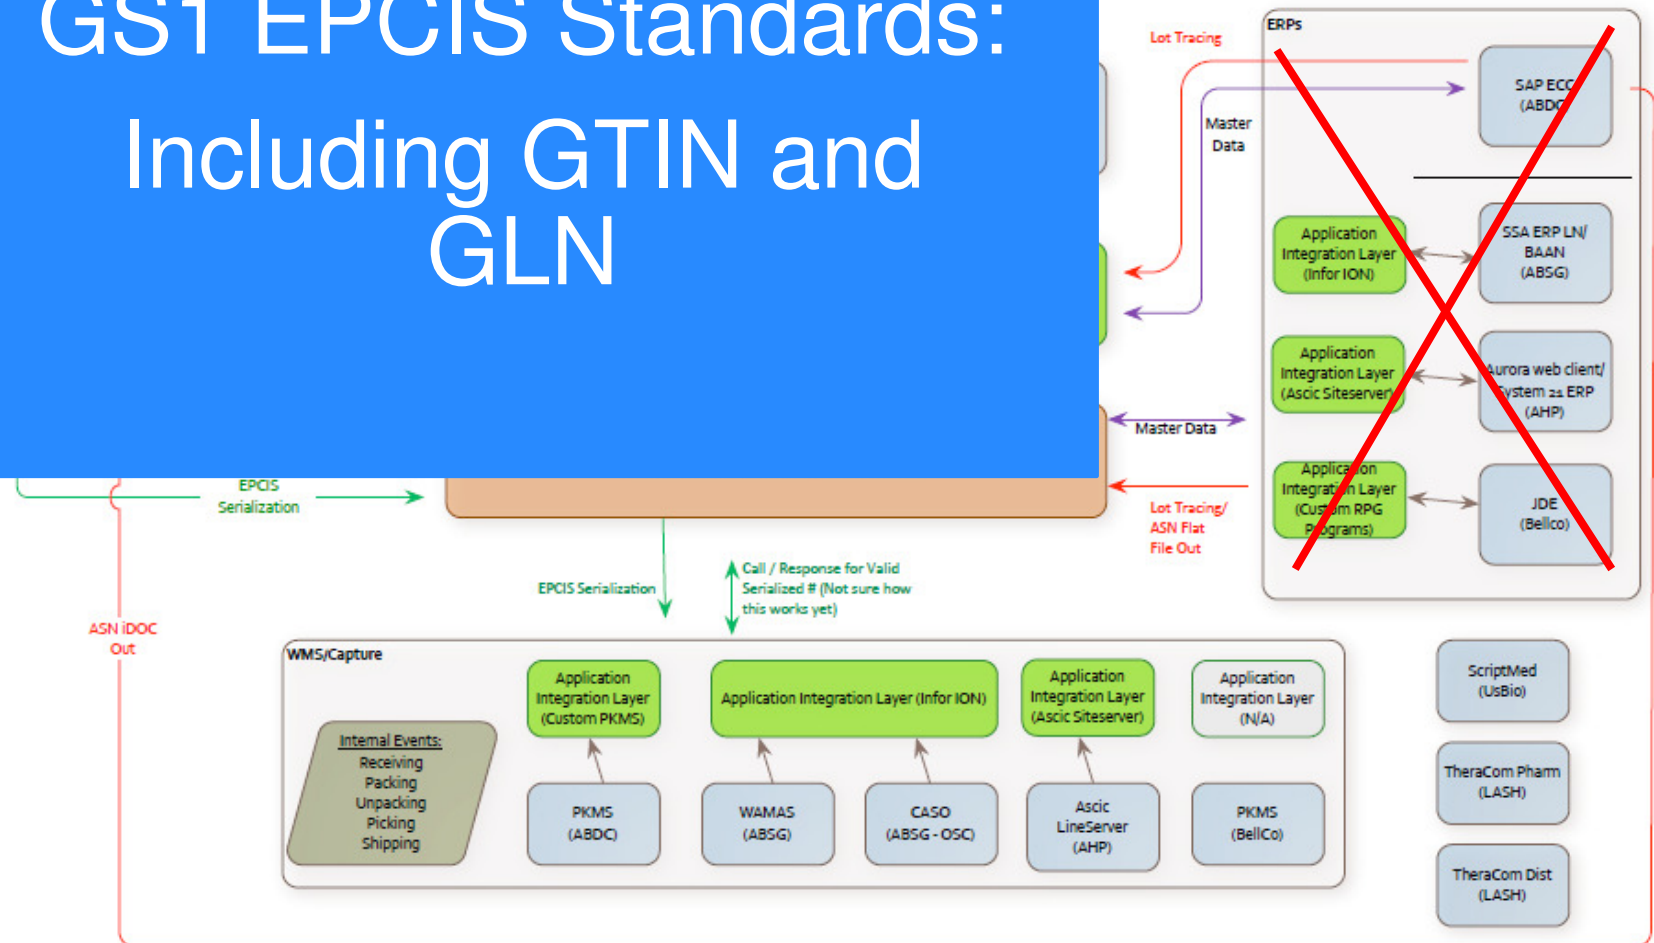 GS1 EPCIS Standards:
Including GTIN and
GLN
Lot Tracing
Master
Data
ERPs
SAP ECC
(ABDC)
Application
Integration Layer
(Infor ION)
SSA ERP LN/
BAAN
(ABSG)
Application
Integration Layer
(Ascic Siteserver)
Aurora web client/
System 21 ERP
(AHP)
Master Data
Application
Integration Layer
(Custom RPG
Programs)
JDE
(Bellco)
Lot Tracing/
ASN Flat
File Out
EPCIS
Serialization
EPCIS Serialization
Call / Response for Valid
Serialized # (Not sure how
this works yet)
ASN iDOC
Out
WMS/Capture
Internal Events:
Receiving
Packing
Unpacking
Picking
Shipping
Application
Integration Layer
(Custom PKMS)
Application Integration Layer (Infor ION)
Application
Integration Layer
(Ascic Siteserver)
Application
Integration Layer
(N/A)
PKMS
(ABDC)
WAMAS
(ABSG)
CASO
(ABSG - OSC)
Ascic
LineServer
(AHP)
PKMS
(BellCo)
ScriptMed
(UsBio)
TheraCom Pharm
(LASH)
TheraCom Dist
(LASH)